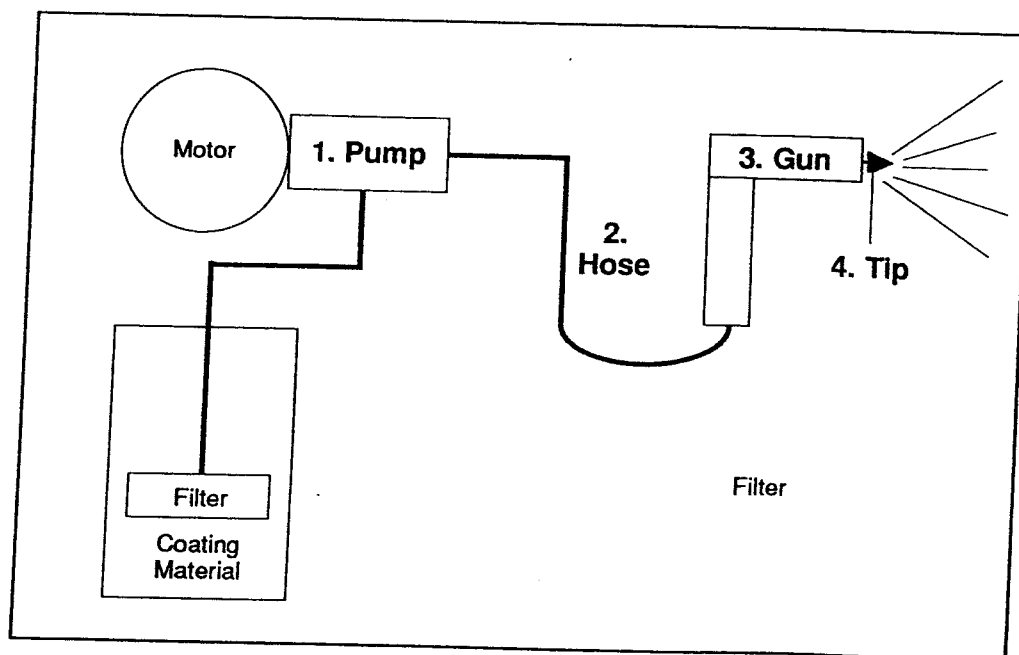 Motor
1. Pump
2.
Hose
3. Gun
4. Tip
Filter
Coating
Material
Filter